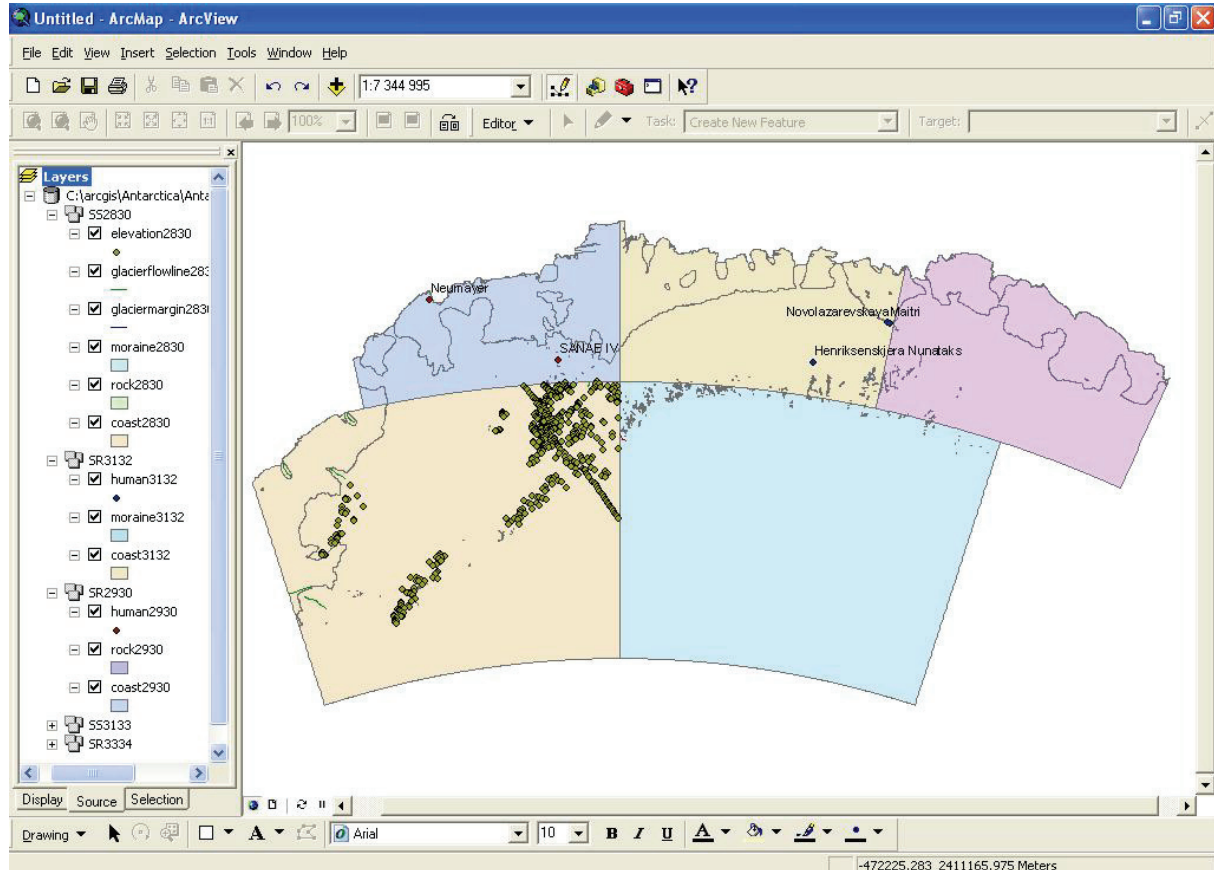 Untitled - ArcMap - ArcView
File Edit View Insert Selection Tools Window Help
1:7 344 995
100% Editor Task: Create New Feature Target:
Layers
C:\arcgis\Antarctica\Anta
SS2830
elevation2830
glacierflowline283
glaciermargin283
moraine2830
rock2830
coast2830
SR3132
human3132
moraine3132
coast3132
SR2930
human2930
rock2930
coast2930
SS3133
SR3334
Neumayer
SANAE IV
Novolazarevskaya Maitri
Henriksenskjera Nunataks
Display Source Selection
Drawing A Arial 10 B I U A
-472225.283 2411165.975 Meters